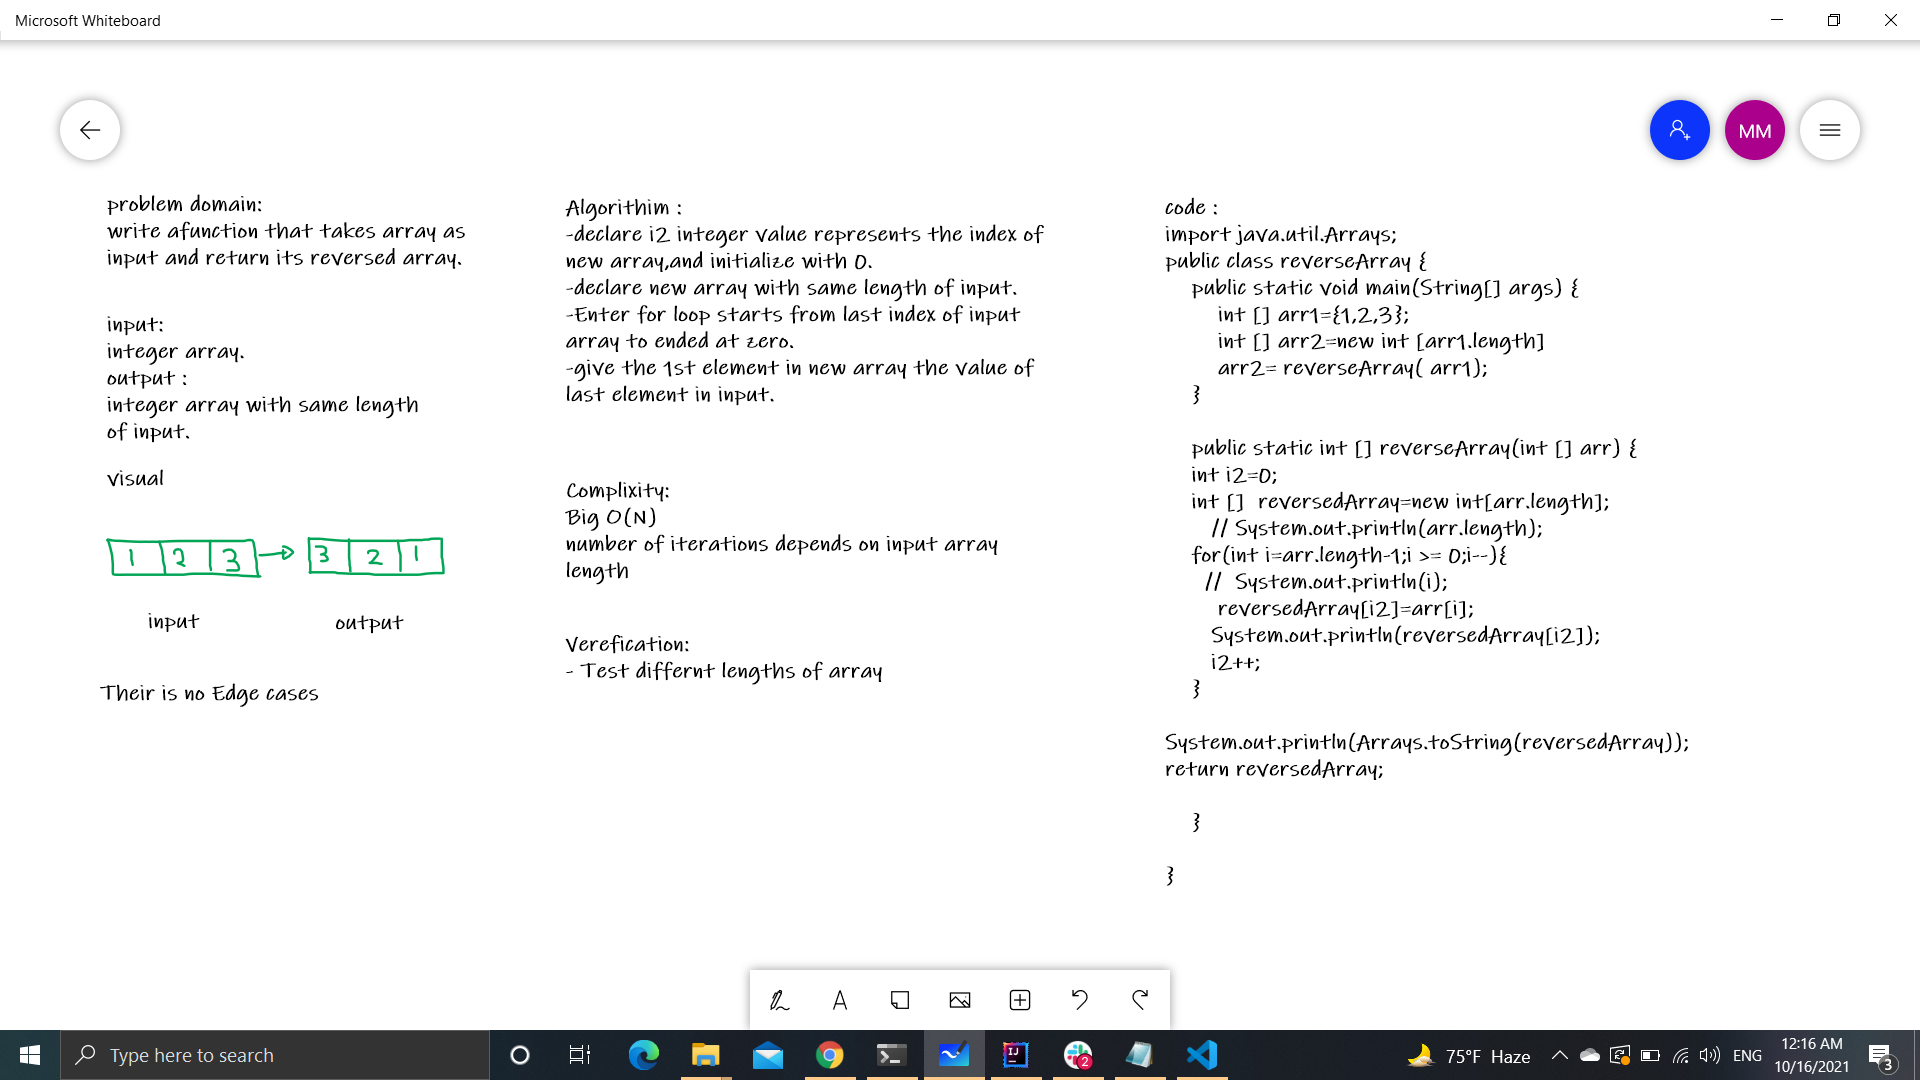 Microsoft Whiteboard
MM
problem domain:
write afunction that takes array as
input and return its reversed array.
input:
integer array.
output :
integer array with same length
of input.
visual
1 2 3
3 2 1
input
output
Their is no Edge cases
Algorithim :
-declare i2 integer value represents the index of
new array,and initialize with 0.
-declare new array with same length of input.
-Enter for loop starts from last index of input
array to ended at zero.
-give the 1st element in new array the value of
last element in input.
Complixity:
Big O(N)
number of iterations depends on input array
length
Verefication:
- Test differnt lengths of array
code :
import java.util.Arrays;
public class reverseArray {
public static void main(String[] args) {
int [] arr1={1,2,3};
int [] arr2=new int [arr1.length]
arr2= reverseArray( arr1);
}
public static int [] reverseArray(int [] arr) {
int i2=0;
int [] reversedArray=new int[arr.length];
// System.out.println(arr.length);
for(int i=arr.length-1;i >= 0;i--){
// System.out.println(i);
reversedArray[i2]=arr[i];
System.out.println(reversedArray[i2]);
i2++;
}
System.out.println(Arrays.toString(reversedArray));
return reversedArray;
}
}
A
Type here to search
IJ
2
75°F Haze
ENG
12:16 AM
10/16/2021
3